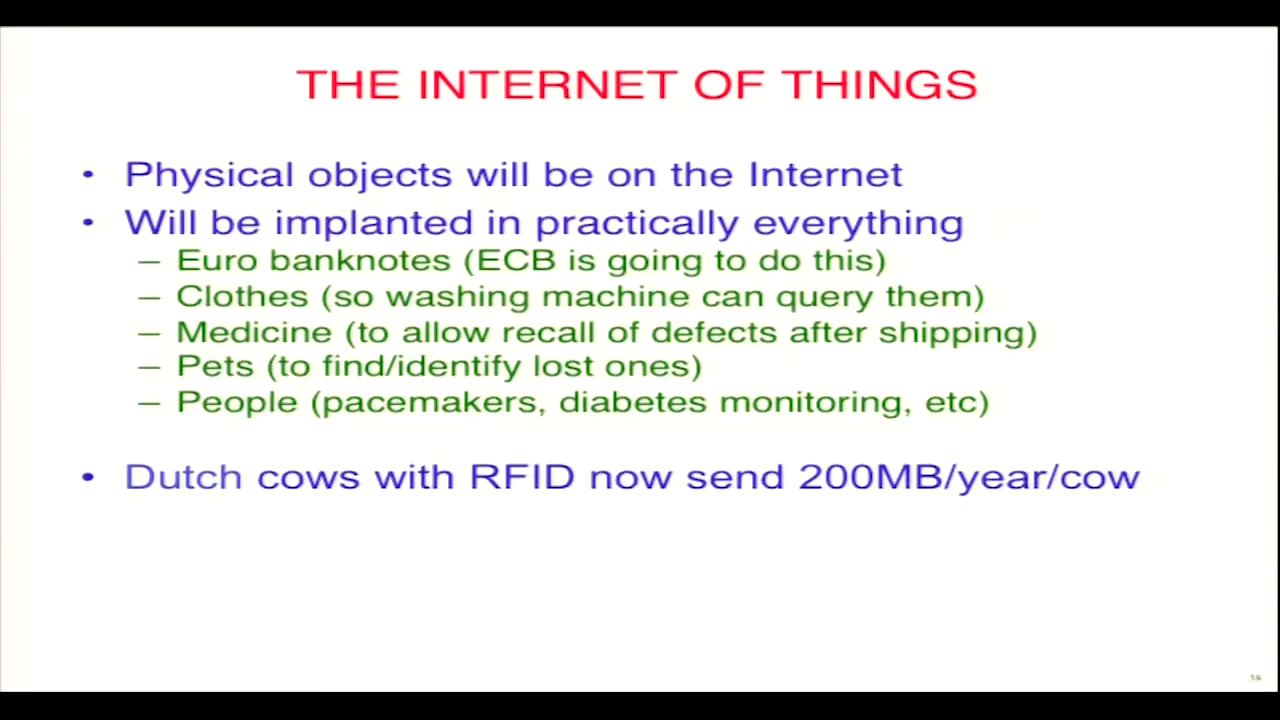 THE INTERNET OF THINGS
• Physical objects will be on the Internet
• Will be implanted in practically everything
– Euro banknotes (ECB is going to do this)
– Clothes (so washing machine can query them)
– Medicine (to allow recall of defects after shipping)
– Pets (to find/identify lost ones)
– People (pacemakers, diabetes monitoring, etc)
• Dutch cows with RFID now send 200MB/year/cow